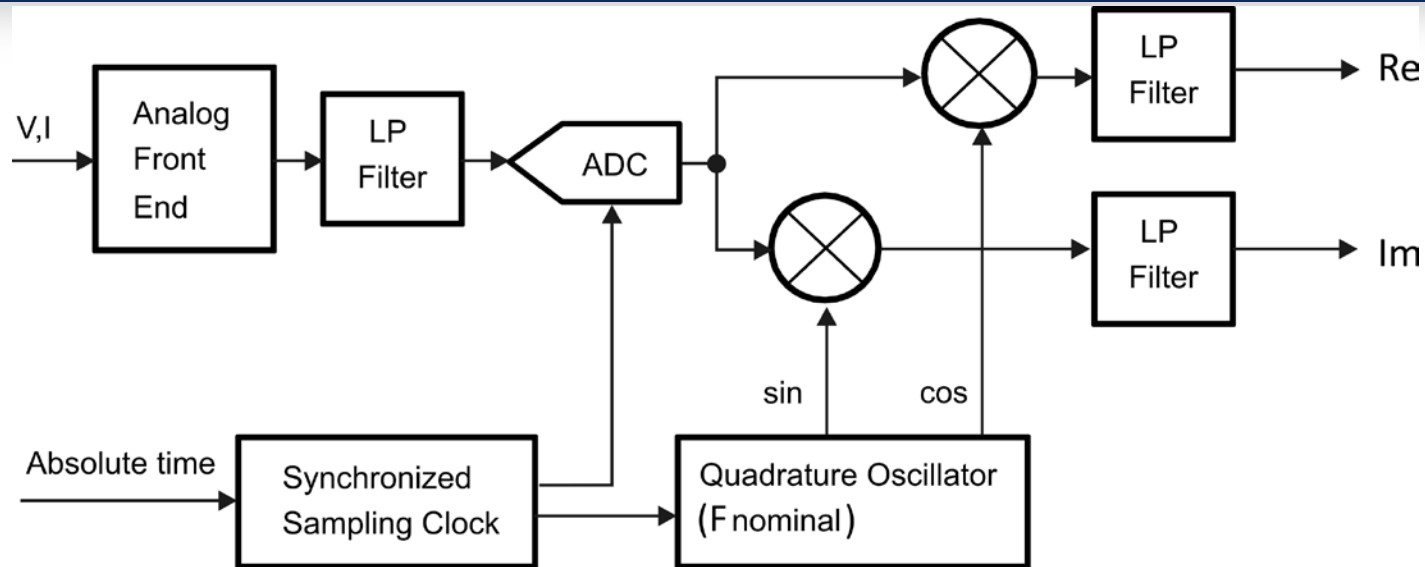 V,I
Analog
Front
End
LP
Filter
ADC
LP
Filter
Re
LP
Filter
Im
sin
cos
Absolute time
Synchronized
Sampling Clock
Quadrature Oscillator
(Fnominal)